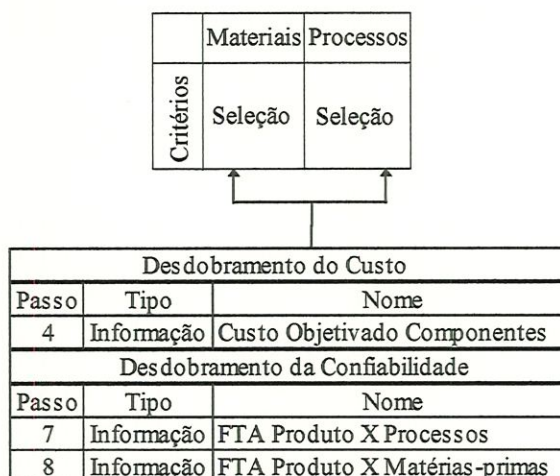 Materiais Processos
Critérios
Seleção Seleção
Desdobramento do Custo
Passo Tipo Nome
4 Informação Custo Objetivado Componentes
Desdobramento da Confiabilidade
Passo Tipo Nome
7 Informação FTA Produto X Processos
8 Informação FTA Produto X Matérias-primas